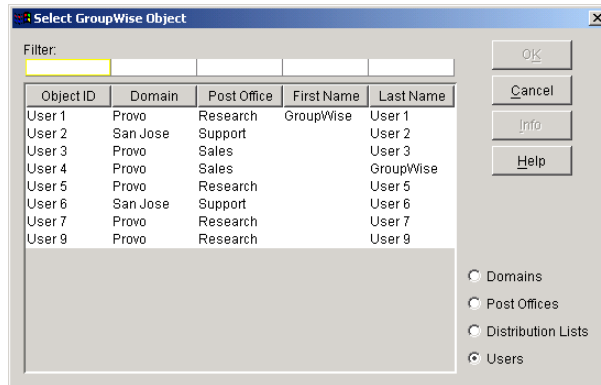 Select GroupWise Object
Filter:
Object ID Domain Post Office First Name Last Name
User 1 Provo Research GroupWise User 1
User 2 San Jose Support User 2
User 3 Provo Sales User 3
User 4 Provo Sales GroupWise
User 5 Provo Research User 5
User 6 San Jose Support User 6
User 7 Provo Research User 7
User 9 Provo Research User 9
OK
Cancel
Info
Help
Domains
Post Offices
Distribution Lists
Users